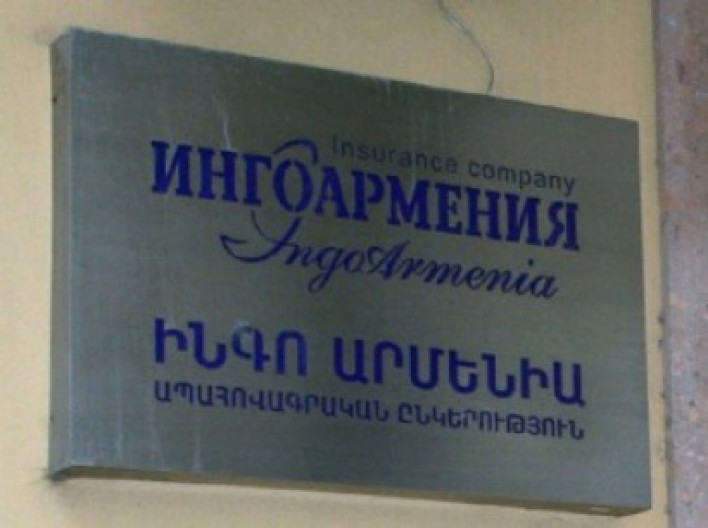 Insurance company
ИНГОАРМЕНИЯ
IngoArmenia
ԻՆԳՈ ԱՐՄԵՆԻԱ
ԱՊԱՀՈՎԱԳՐԱԿԱՆ ԸՆԿԵՐՈՒԹՅՈՒՆ